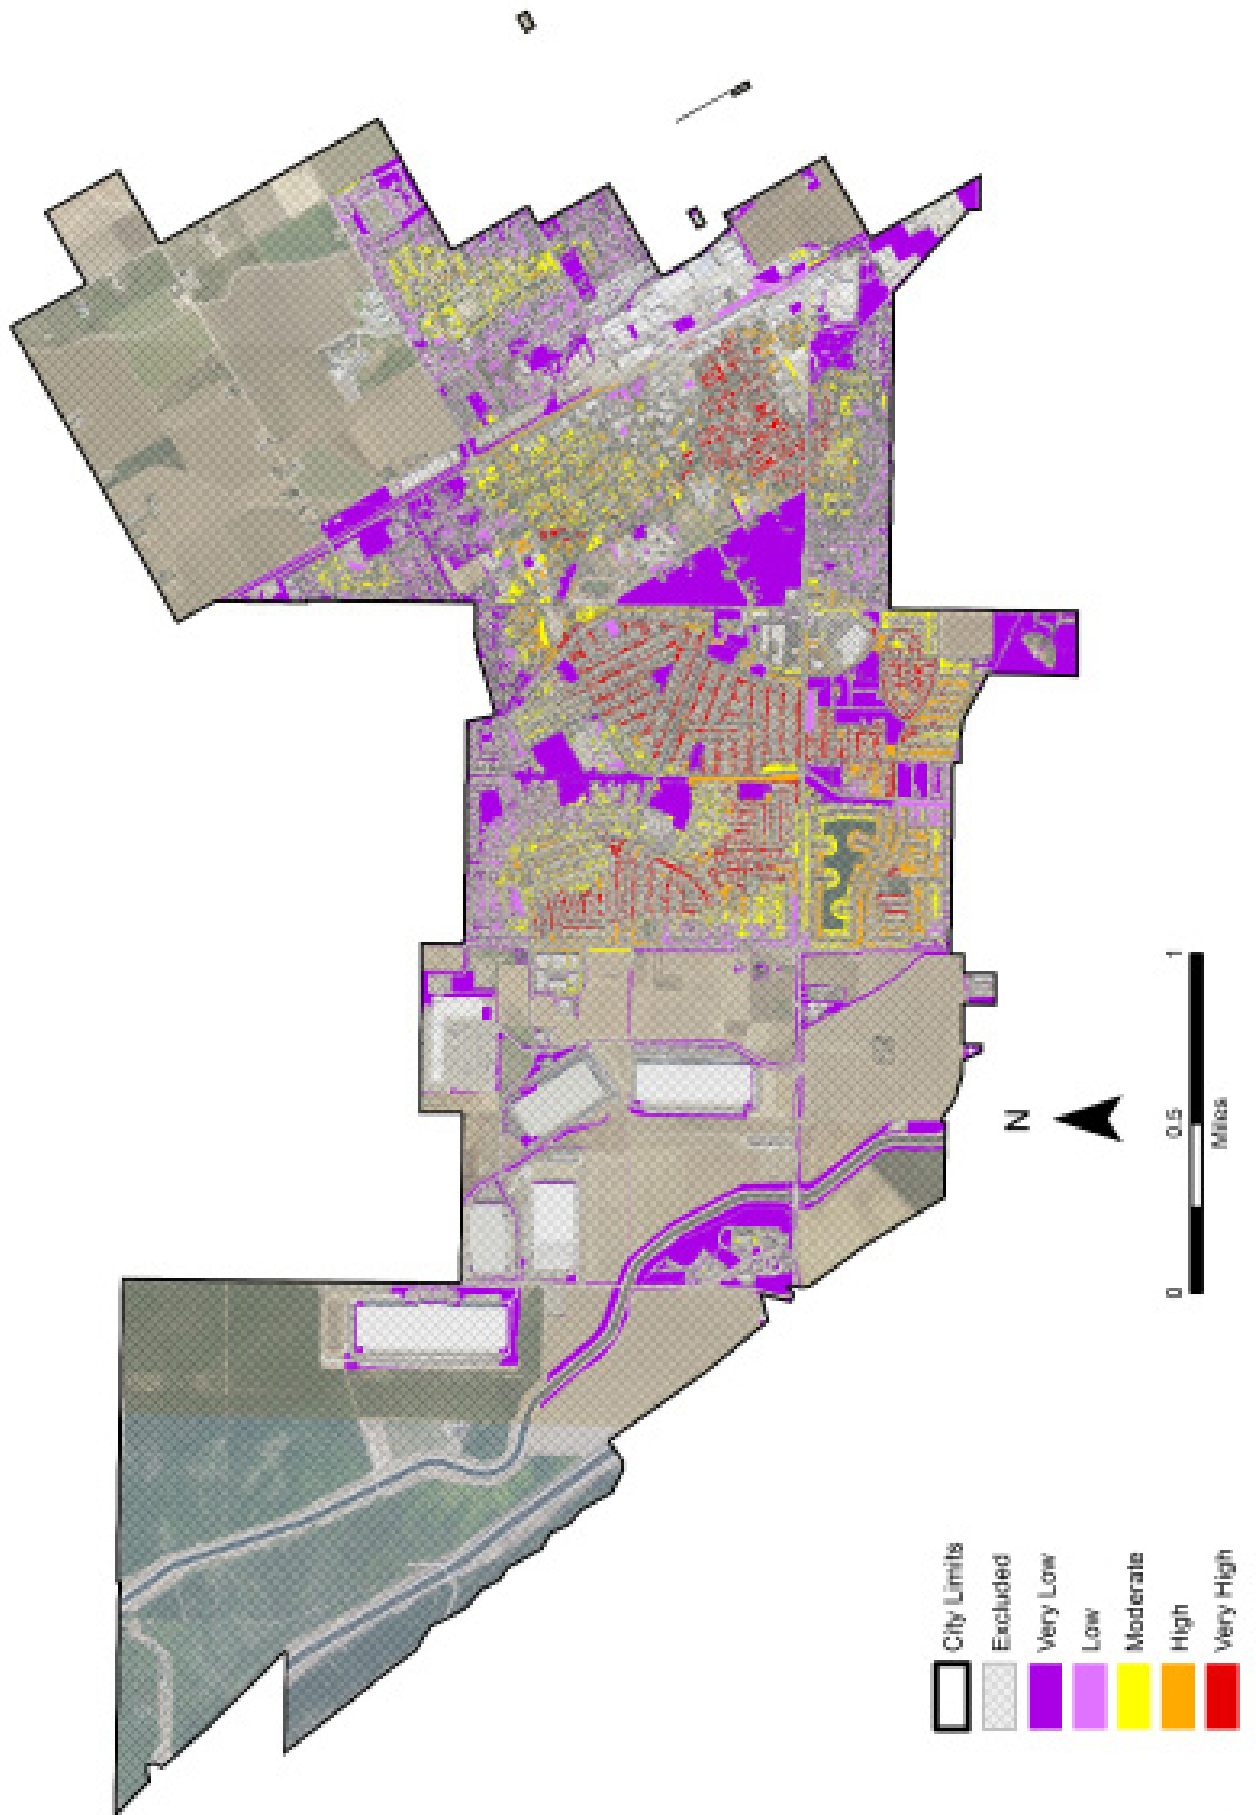 City Limits
Excluded
Very Low
Low
Moderate
High
Very High
N
0 0.5 1
Miles